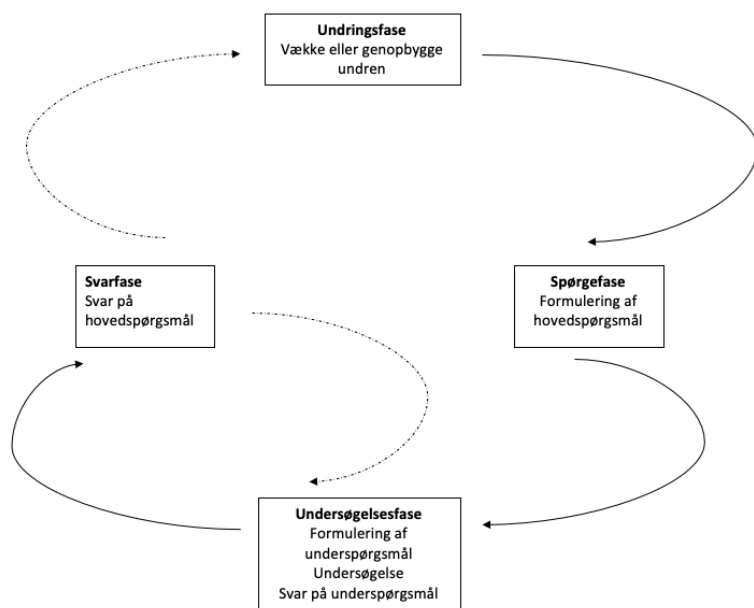 Undringsfase
Vække eller genopbygge
undren
Svarfase
Svar på
hovedspørgsmål
Spørgefase
Formulering af
hovedspørgsmål
Undersøgelsesfase
Formulering af
underspørgsmål
Undersøgelse
Svar på underspørgsmål